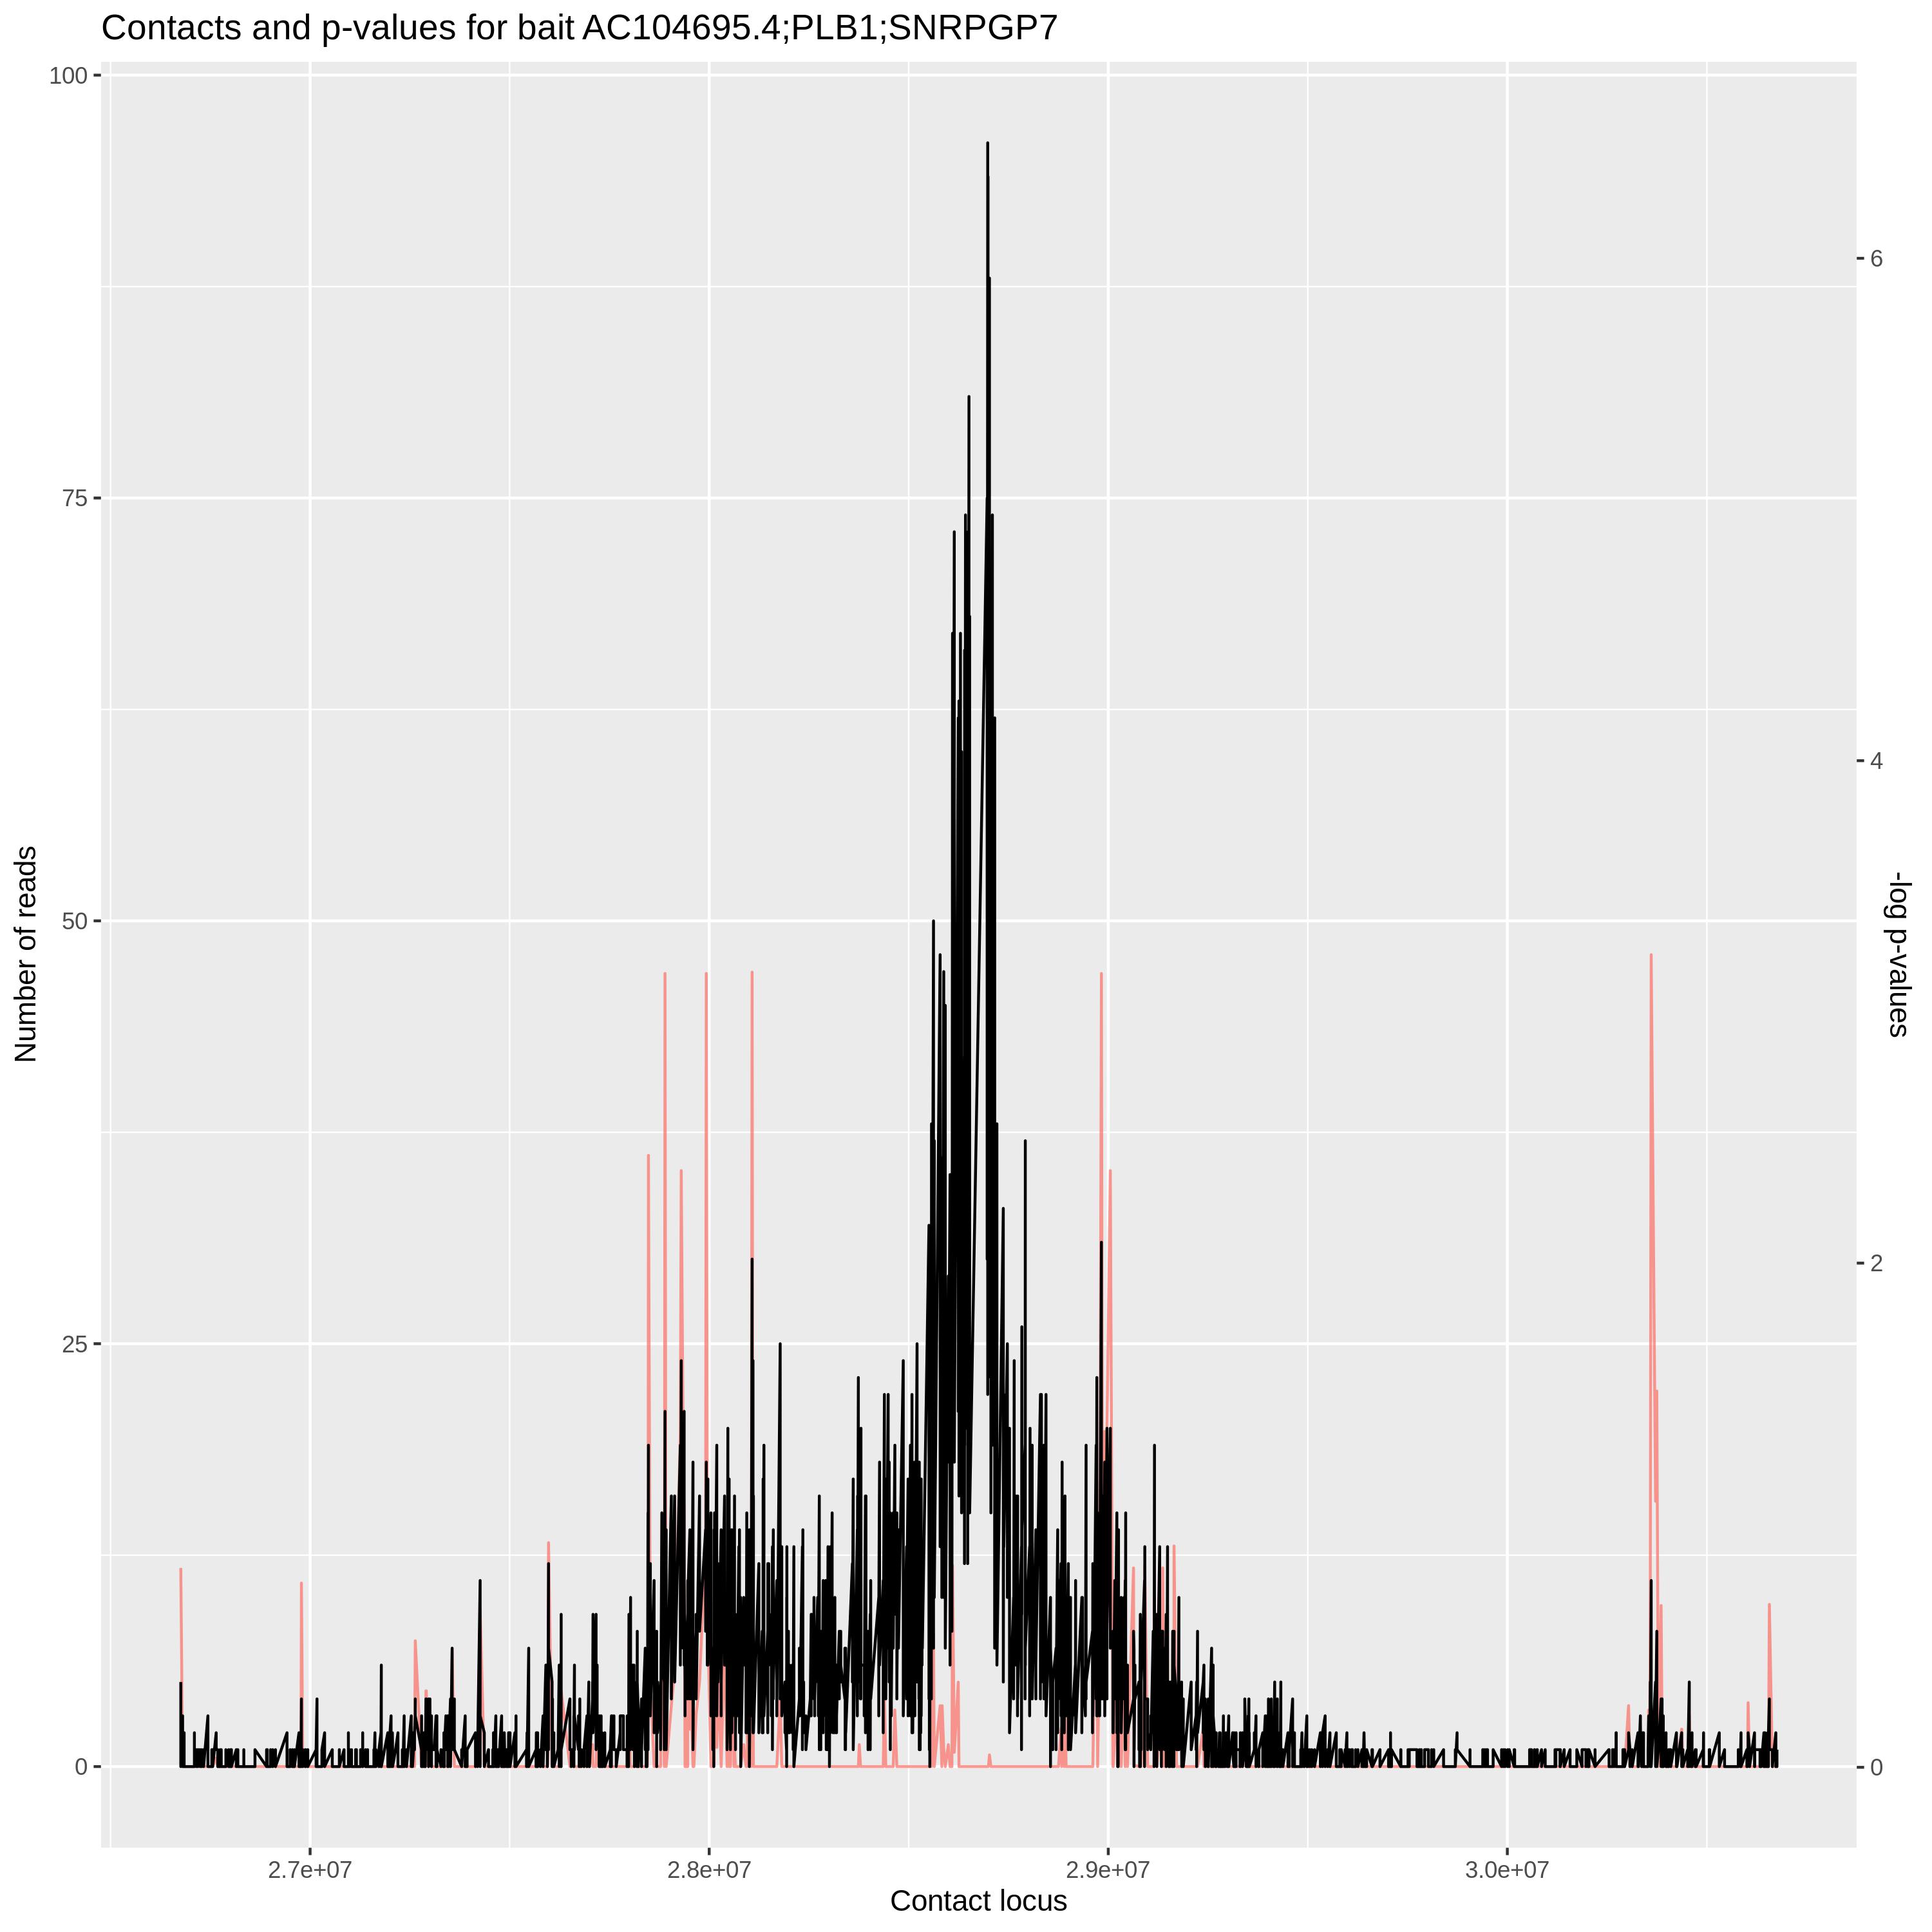 Contacts and p-values for bait AC104695.4;PLB1;SNRPGP7
100
75
50
25
0
Number of reads
6
4
2
0
-log p-values
2.7e+07
2.8e+07
2.9e+07
3.0e+07
Contact locus